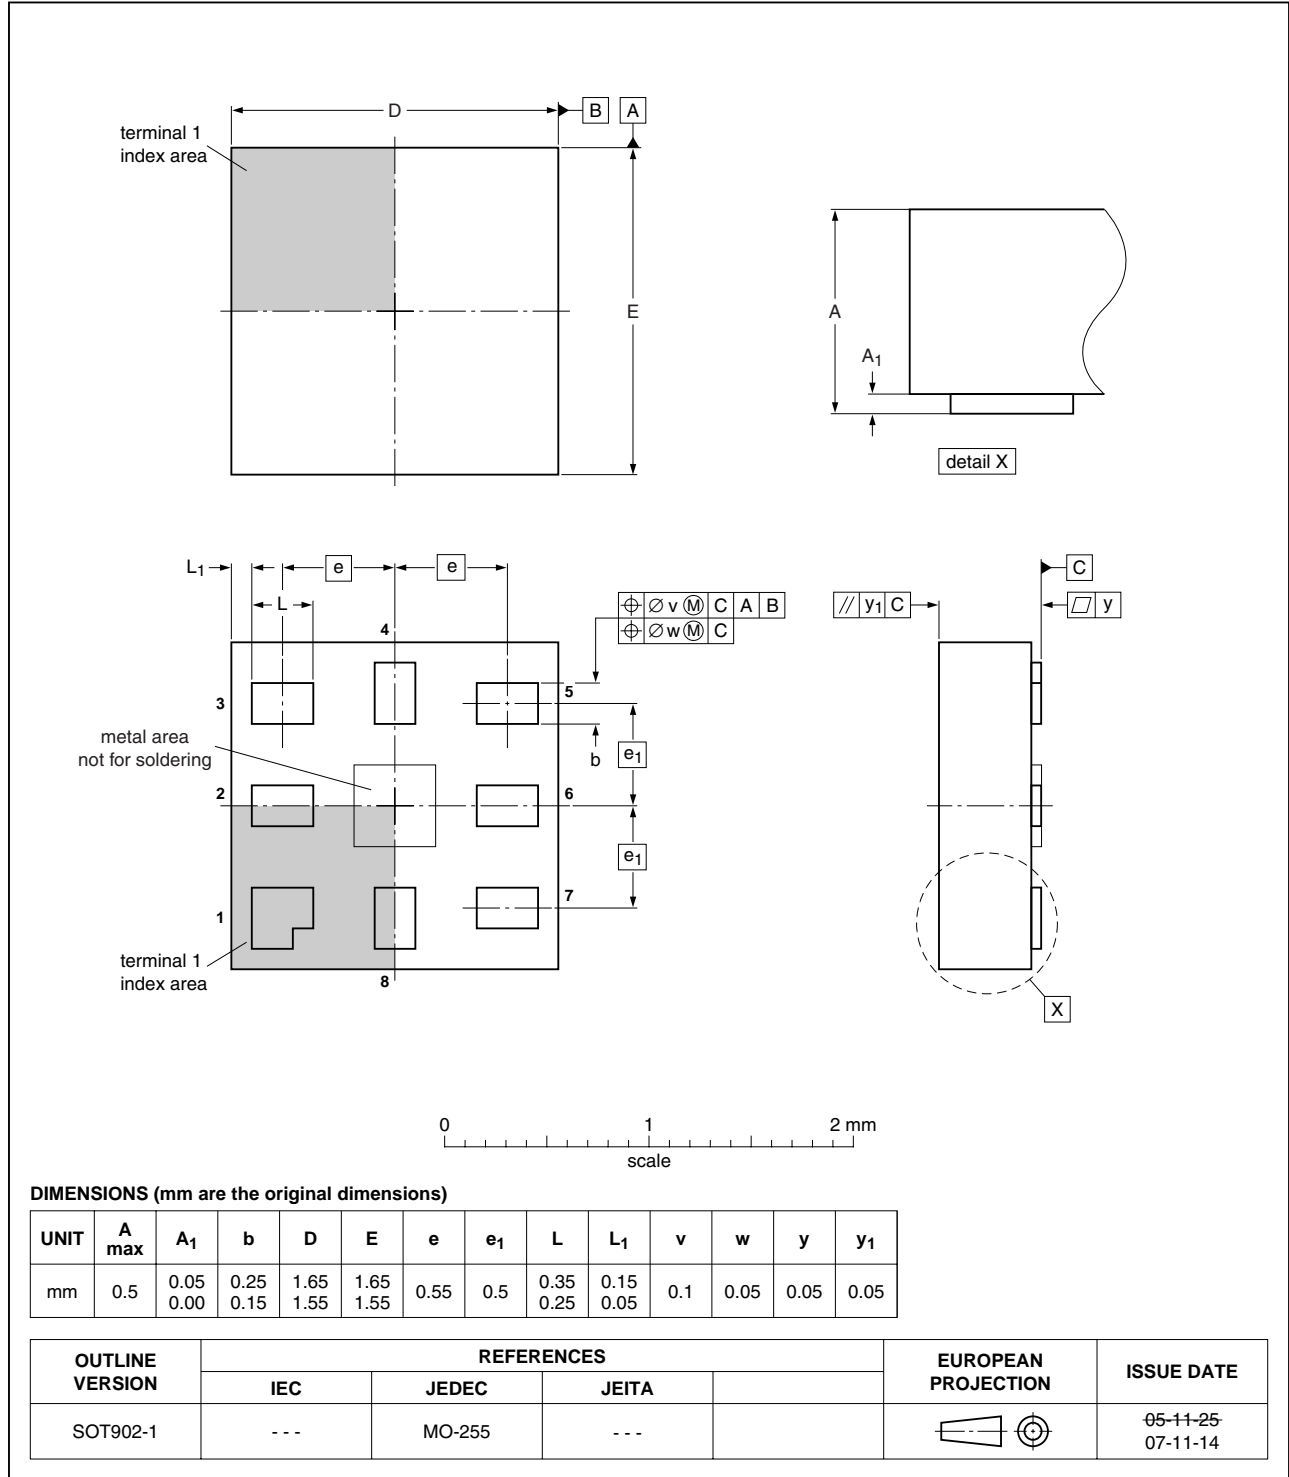 D
B
A
terminal 1
index area
E
A
A1
detail X
L1
e
e
C
L
⌖ ⌀ v Ⓜ C A B
⌖ ⌀ w Ⓜ C
// y1 C
⏥ y
4
3
5
metal area
not for soldering
b
e1
2
6
e1
1
7
terminal 1
index area
8
X
0 1 2 mm
scale
DIMENSIONS (mm are the original dimensions)
UNIT A max A1 b D E e e1 L L1 v w y y1
mm 0.5 0.05 0.00 0.25 0.15 1.65 1.55 1.65 1.55 0.55 0.5 0.35 0.25 0.15 0.05 0.1 0.05 0.05 0.05
OUTLINE VERSION REFERENCES EUROPEAN PROJECTION ISSUE DATE
IEC JEDEC JEITA
SOT902-1 - - - MO-255 - - - 05-11-25
07-11-14